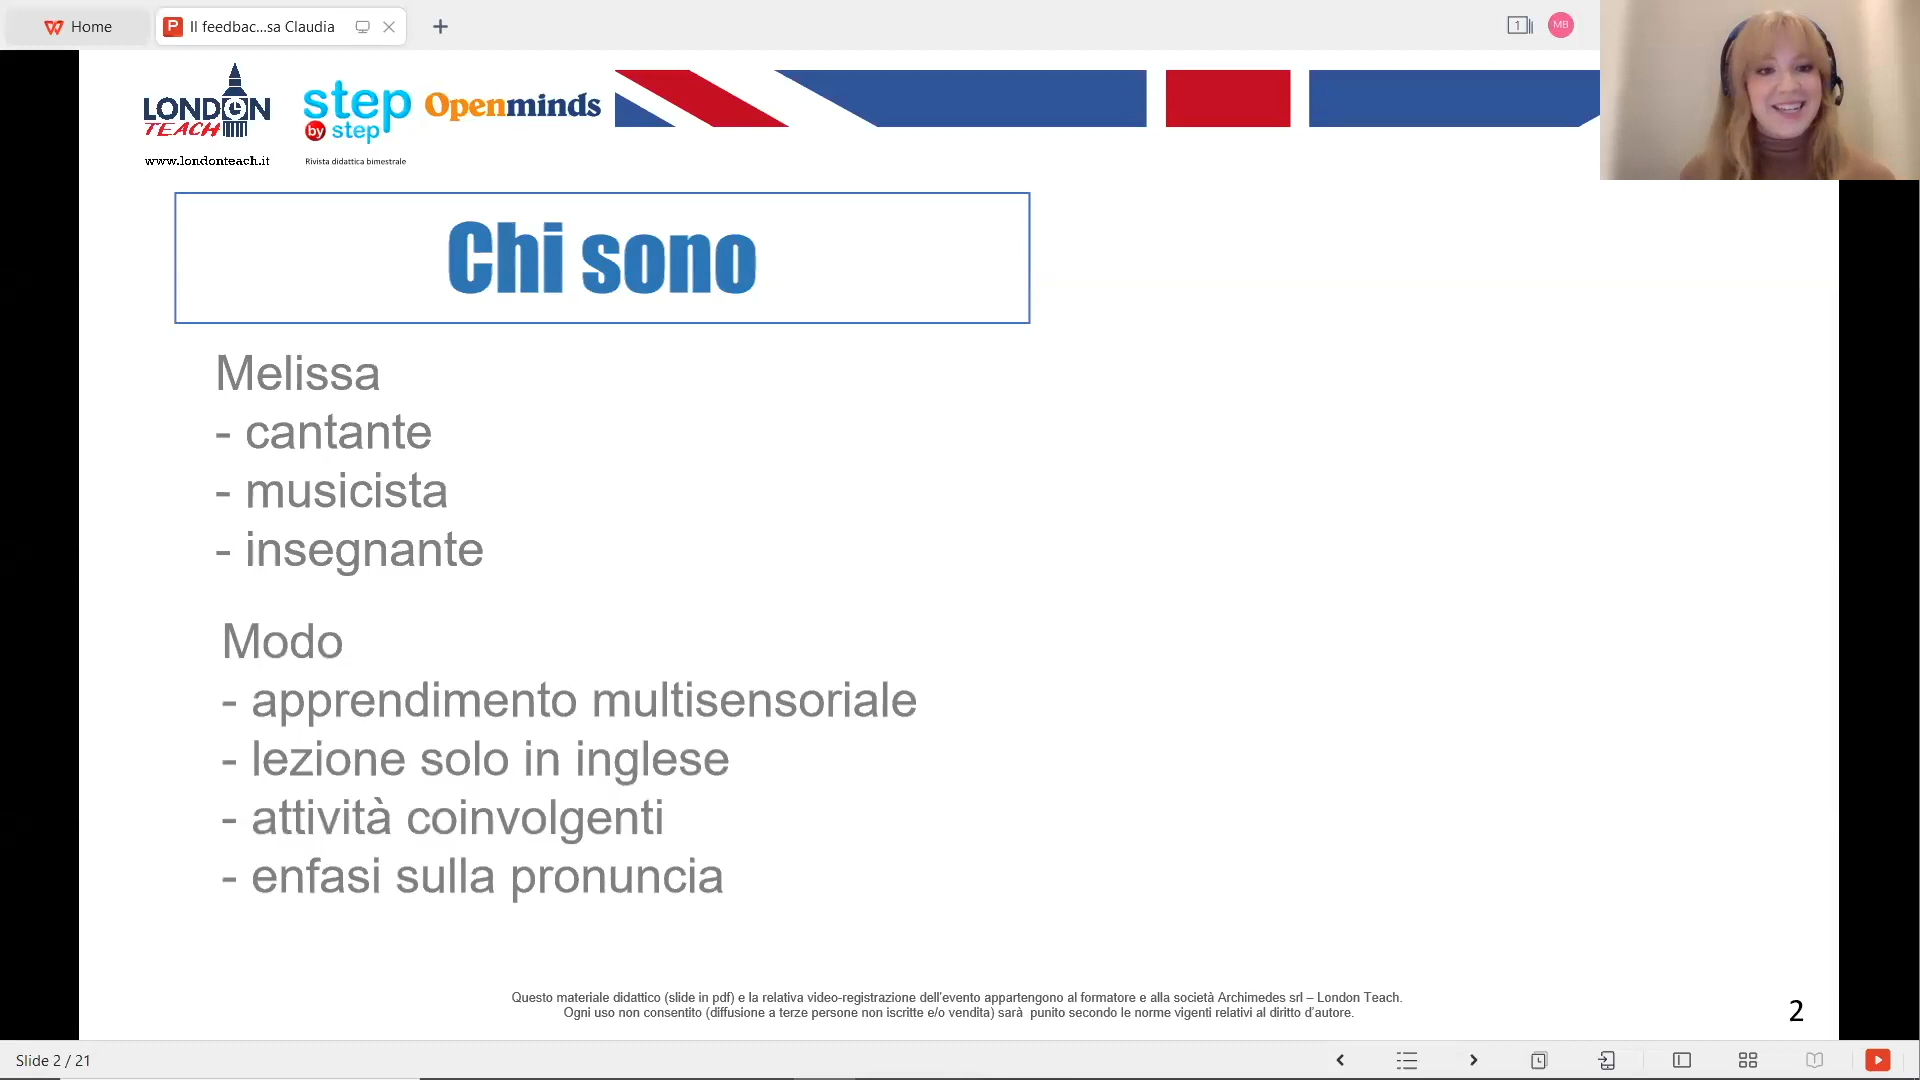 Home
Il feedbac...sa Claudia
1
MB
LONDON
TEACH
www.londonteach.it
step
by step
Rivista didattica bimestrale
Openminds
Chi sono
Melissa
- cantante
- musicista
- insegnante
Modo
- apprendimento multisensoriale
- lezione solo in inglese
- attività coinvolgenti
- enfasi sulla pronuncia
Questo materiale didattico (slide in pdf) e la relativa video-registrazione dell'evento appartengono al formatore e alla società Archimedes srl – London Teach.
Ogni uso non consentito (diffusione a terze persone non iscritte e/o vendita) sarà punito secondo le norme vigenti relativi al diritto d'autore.
2
Slide 2 / 21